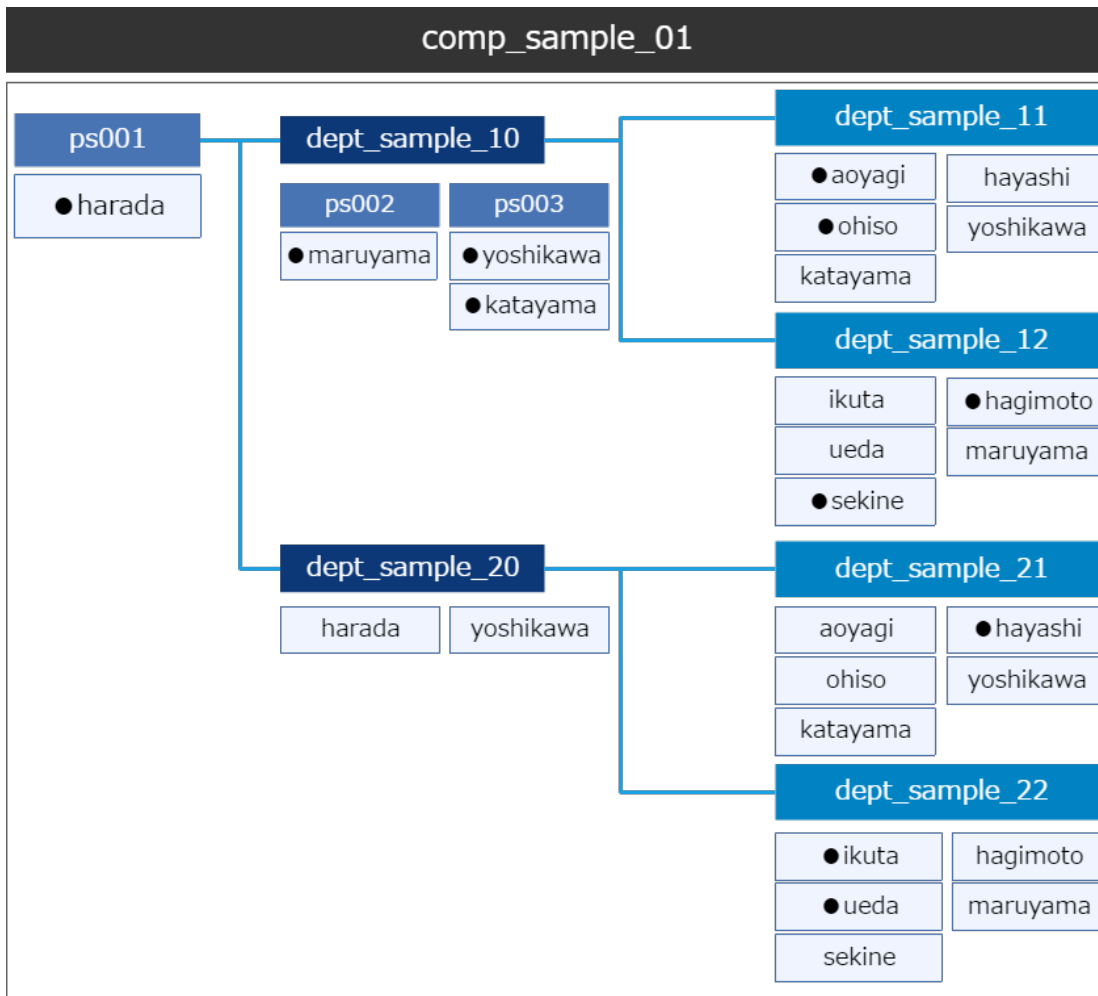 comp_sample_01
ps001
●harada
dept_sample_10
ps002
●maruyama
ps003
●yoshikawa
●katayama
dept_sample_11
●aoyagi
hayashi
●ohiso
yoshikawa
katayama
dept_sample_12
ikuta
●hagimoto
ueda
maruyama
●sekine
dept_sample_20
harada
yoshikawa
dept_sample_21
aoyagi
●hayashi
ohiso
yoshikawa
katayama
dept_sample_22
●ikuta
hagimoto
●ueda
maruyama
sekine